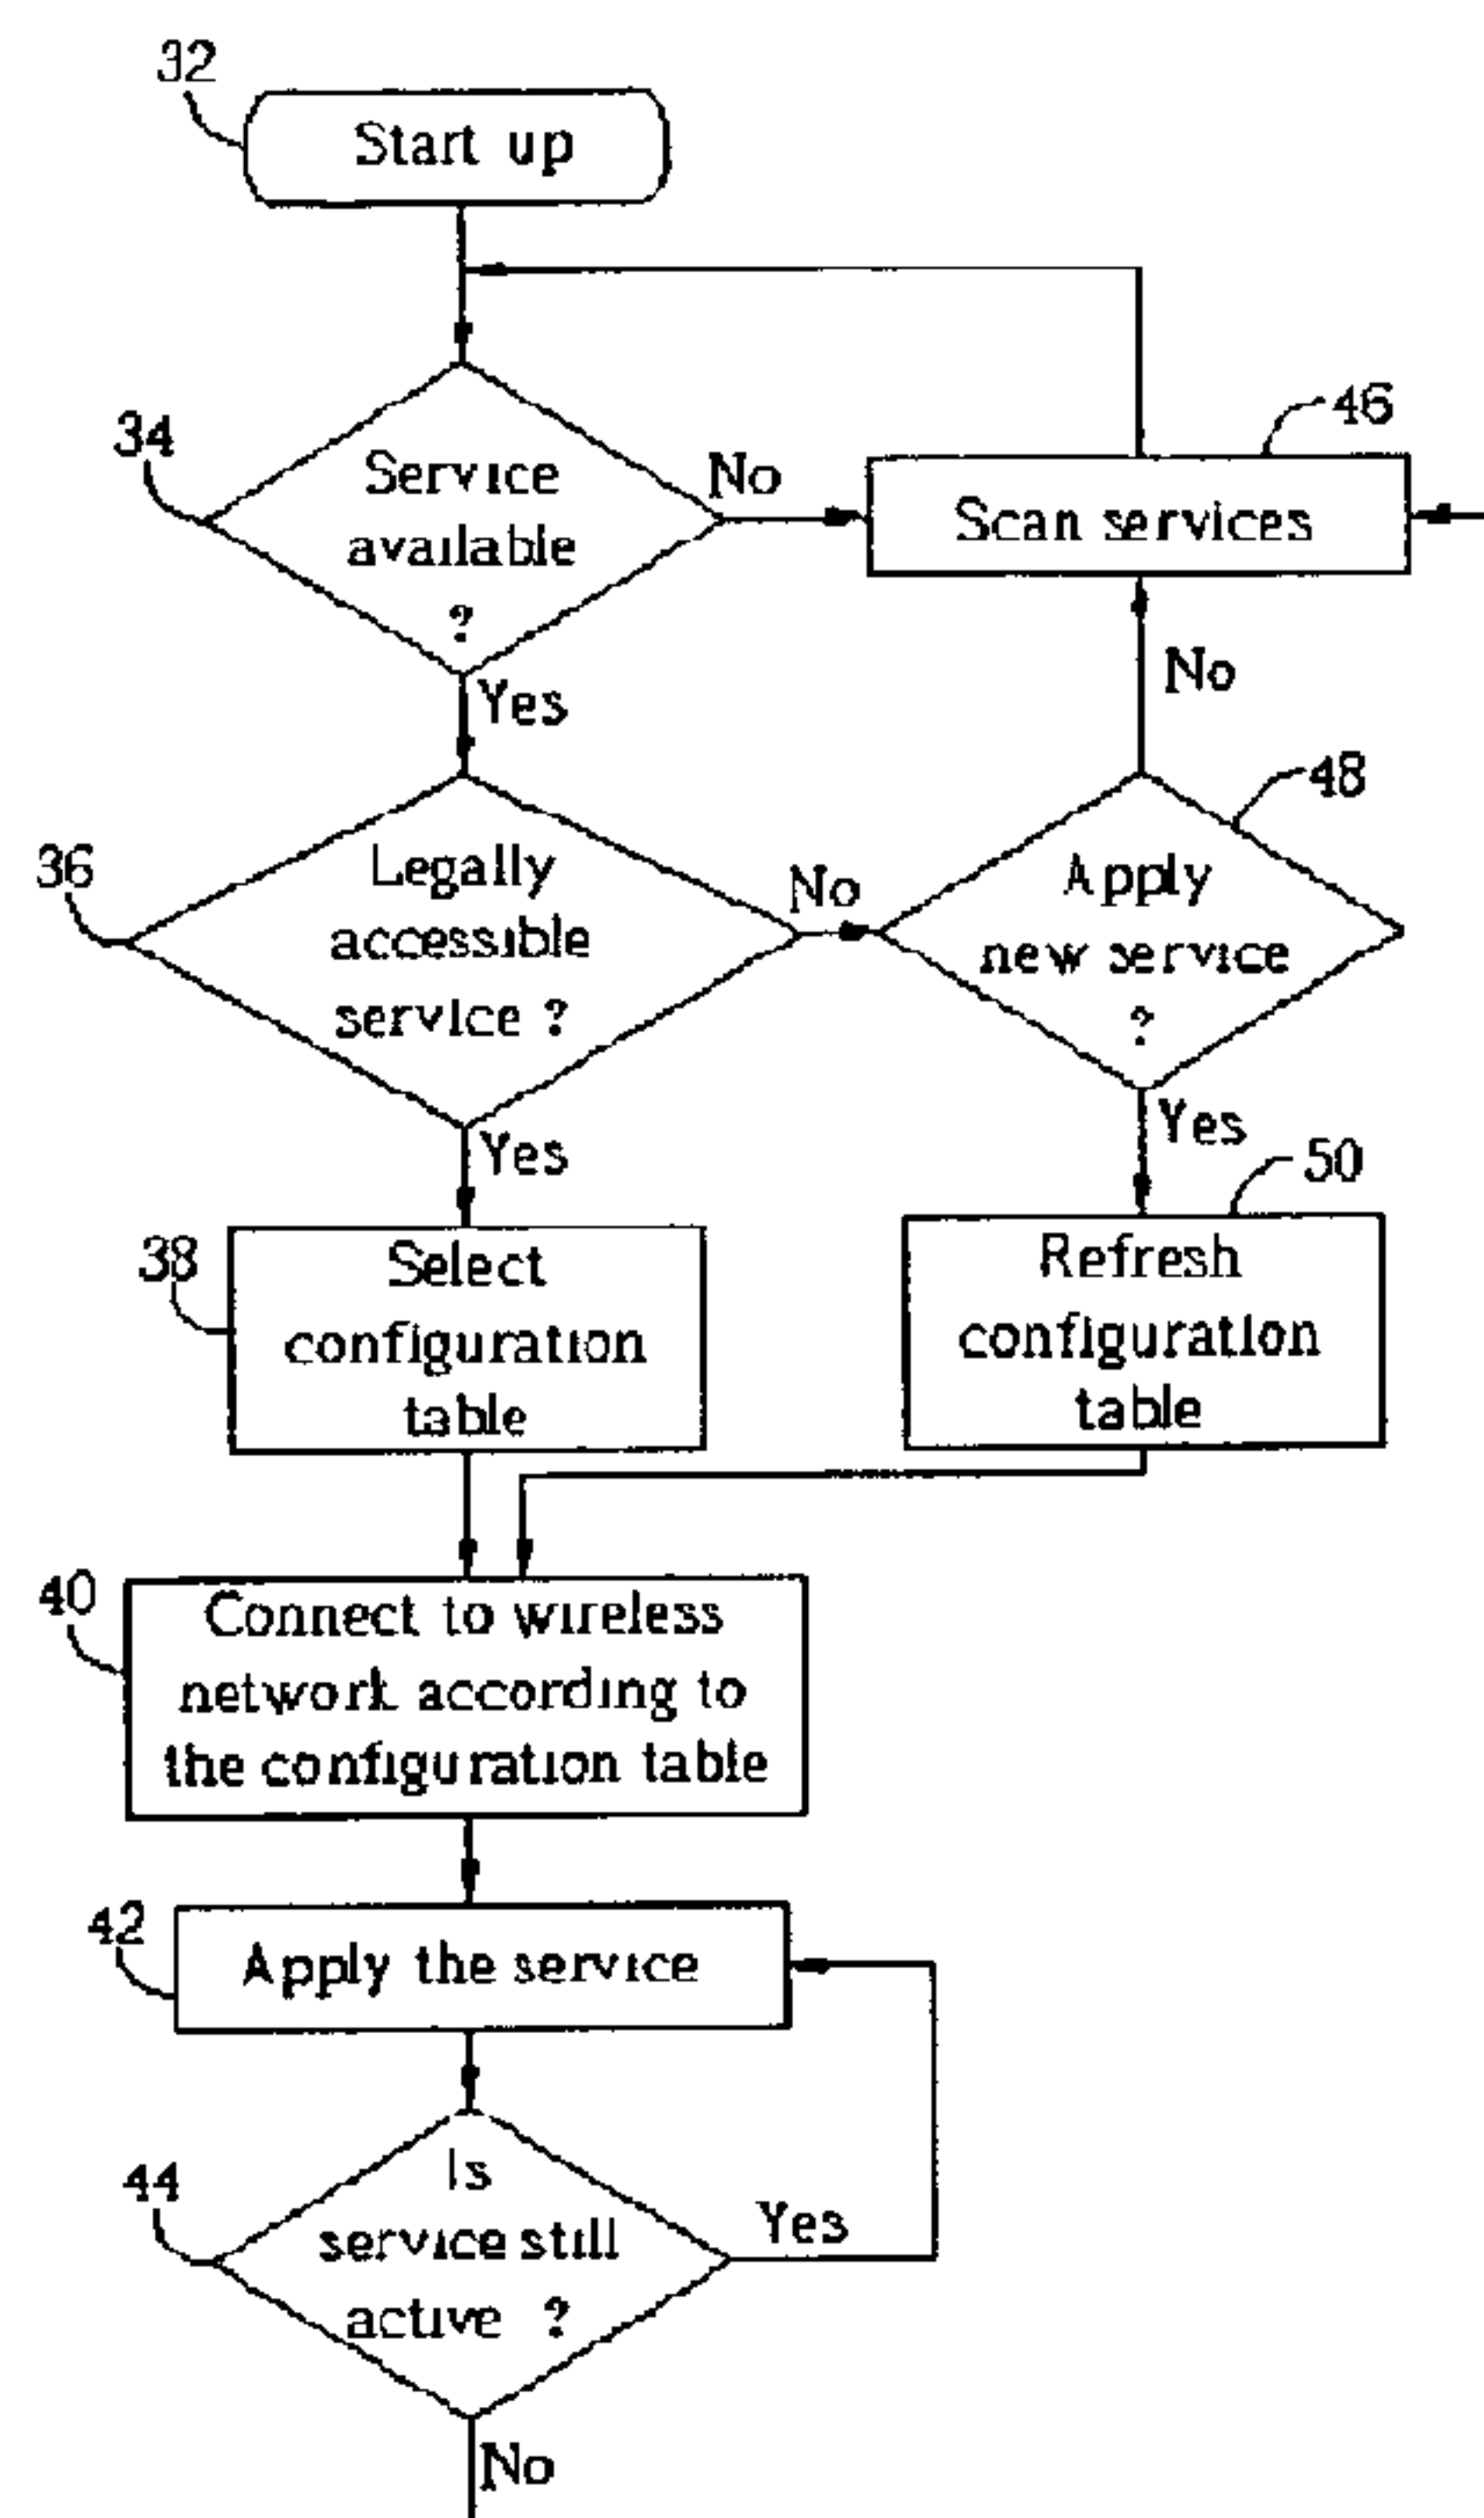 32
Start up
46
34
Service
available
?
No
Scan services
Yes
No
48
36
Legally
accessible
service ?
No
Apply
new service
?
Yes
Yes
50
38
Select
configuration
table
Refresh
configuration
table
40
Connect to wireless
network according to
the configuration table
42
Apply the service
44
Is
service still
active ?
Yes
No